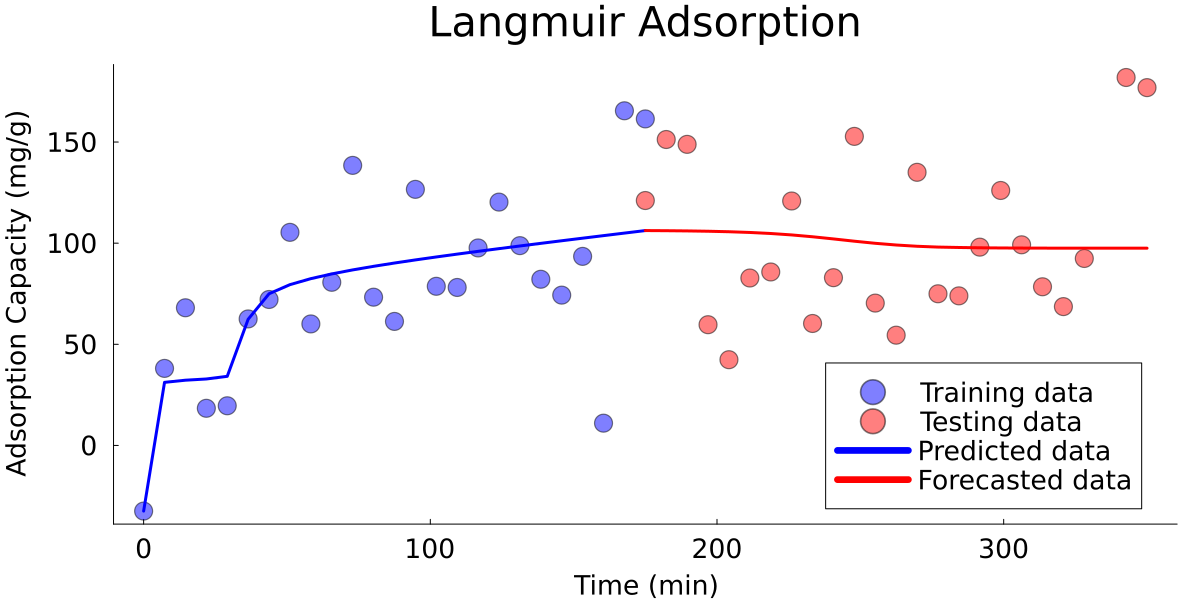 Langmuir Adsorption
Adsorption Capacity (mg/g)
150
100
50
0
0 100 200 300
Time (min)
Training data
Testing data
Predicted data
Forecasted data